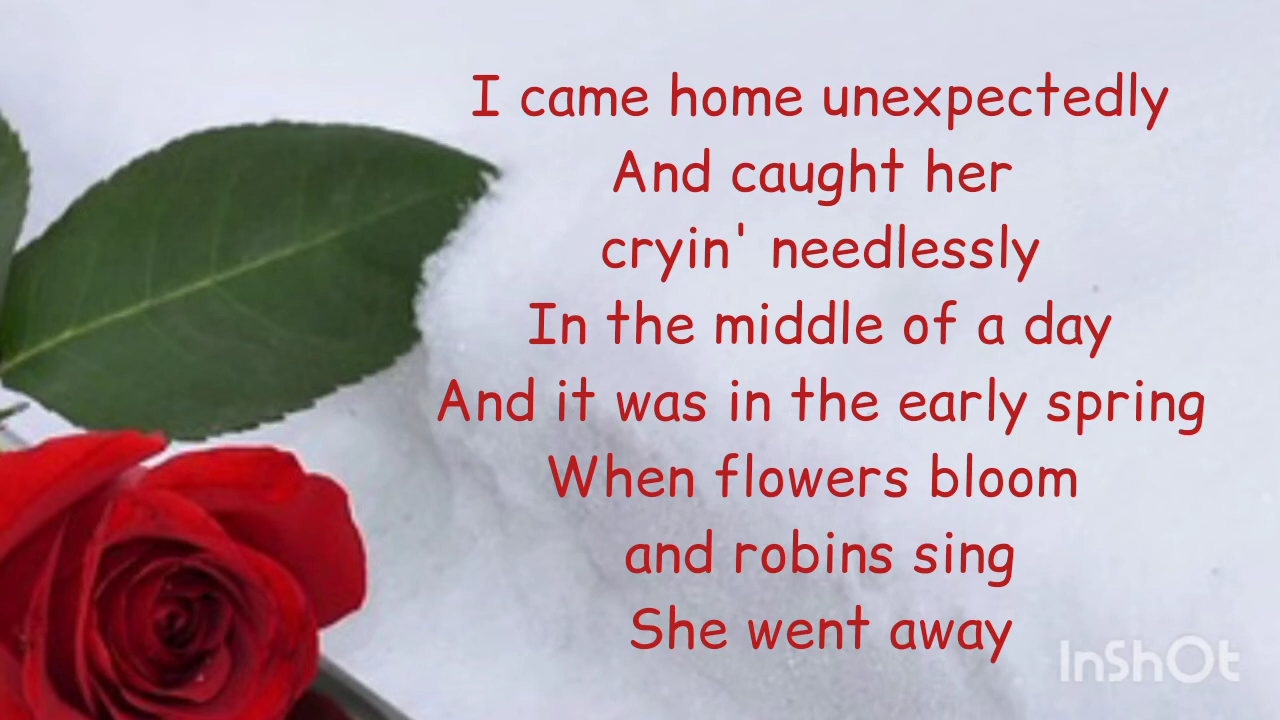 I came home unexpectedly
And caught her
cryin' needlessly
In the middle of a day
And it was in the early spring
When flowers bloom
and robins sing
She went away
InShOt